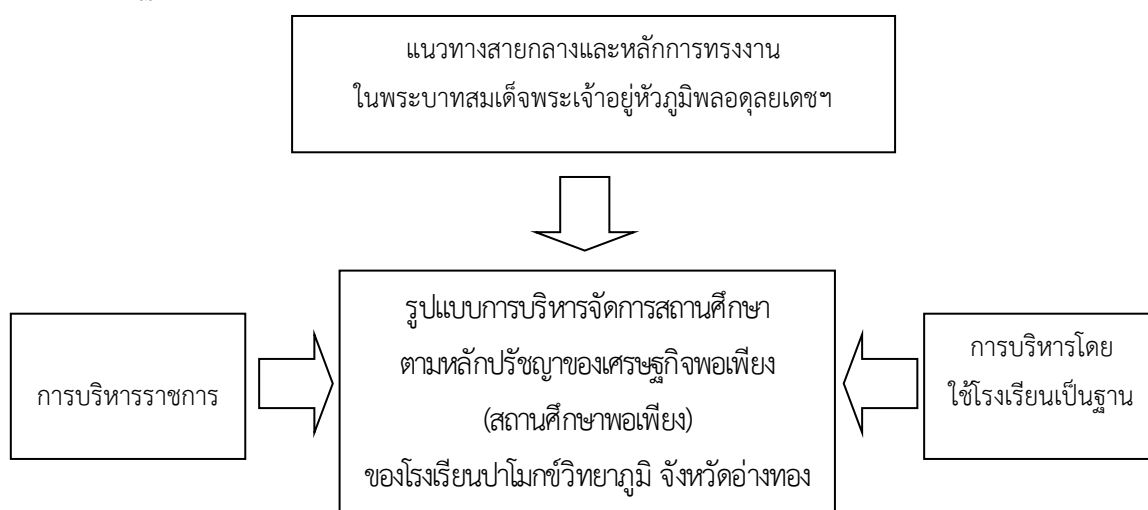 แนวทางสายกลางและหลักการทรงงาน
ในพระบาทสมเด็จพระเจ้าอยู่หัวภูมิพลอดุลยเดชฯ
การบริหารราชการ
รูปแบบการบริหารจัดการสถานศึกษา
ตามหลักปรัชญาของเศรษฐกิจพอเพียง
(สถานศึกษาพอเพียง)
ของโรงเรียนปาโมกข์วิทยาภูมิ จังหวัดอ่างทอง
การบริหารโดย
ใช้โรงเรียนเป็นฐาน